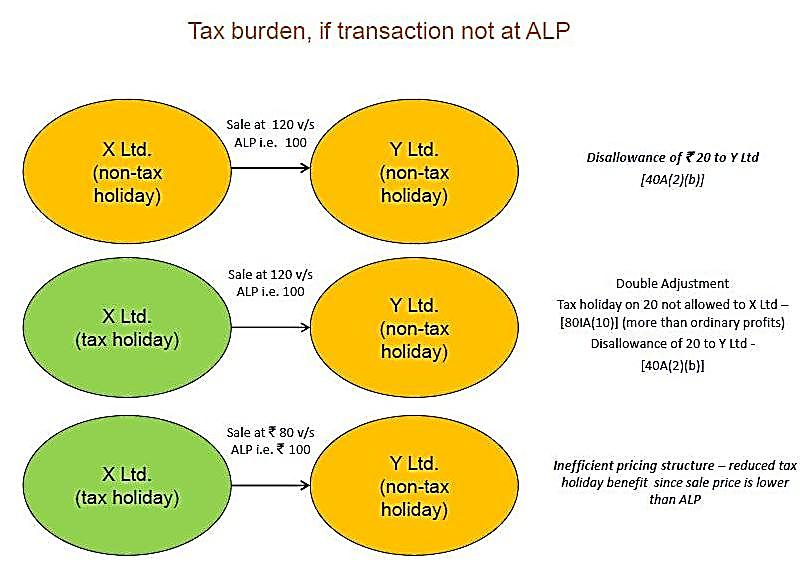 Tax burden, if transaction not at ALP
Sale at 120 v/s
ALP i.e. 100
X Ltd.
(non-tax
holiday)
Y Ltd.
(non-tax
holiday)
Disallowance of ₹ 20 to Y Ltd
[40A(2)(b)]
Sale at 120 v/s
ALP i.e. 100
X Ltd.
(tax holiday)
Y Ltd.
(non-tax
holiday)
Double Adjustment
Tax holiday on 20 not allowed to X Ltd –
[80IA(10)] (more than ordinary profits)
Disallowance of 20 to Y Ltd -
[40A(2)(b)]
Sale at ₹ 80 v/s
ALP i.e. ₹ 100
X Ltd.
(tax holiday)
Y Ltd.
(non-tax
holiday)
Inefficient pricing structure – reduced tax
holiday benefit since sale price is lower
than ALP